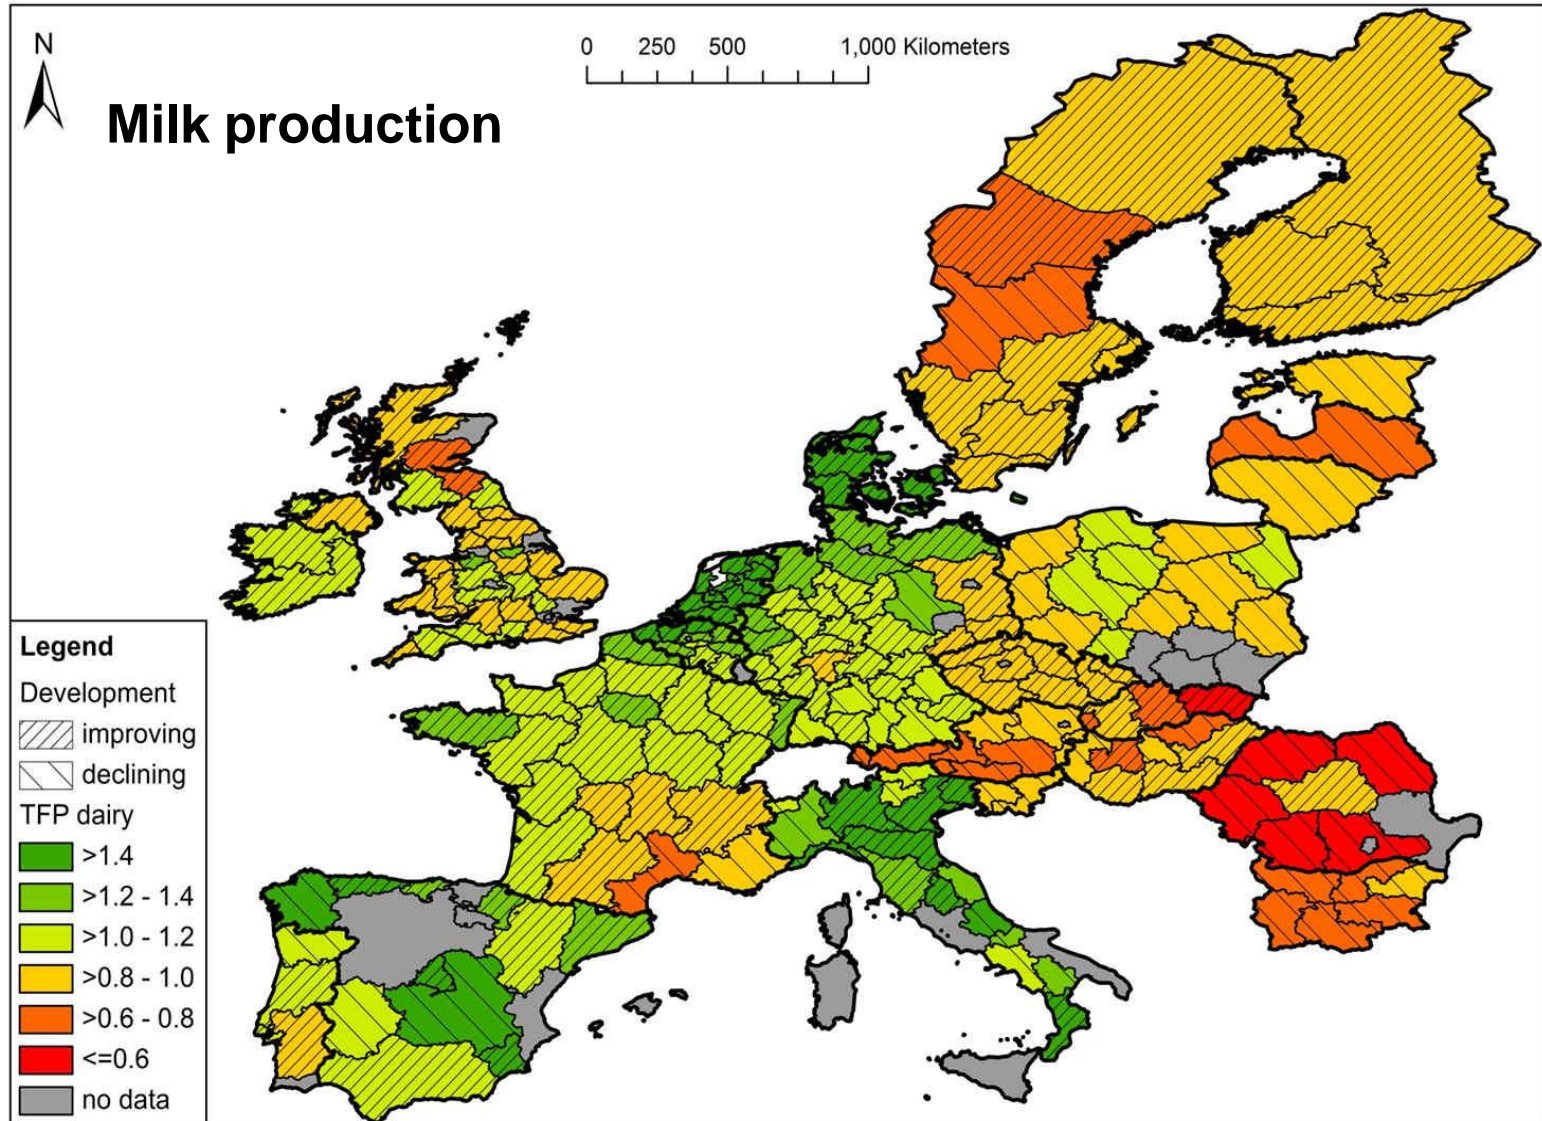 N
0 250 500 1,000 Kilometers
Milk production
Legend
Development
improving
declining
TFP dairy
>1.4
>1.2 - 1.4
>1.0 - 1.2
>0.8 - 1.0
>0.6 - 0.8
<=0.6
no data